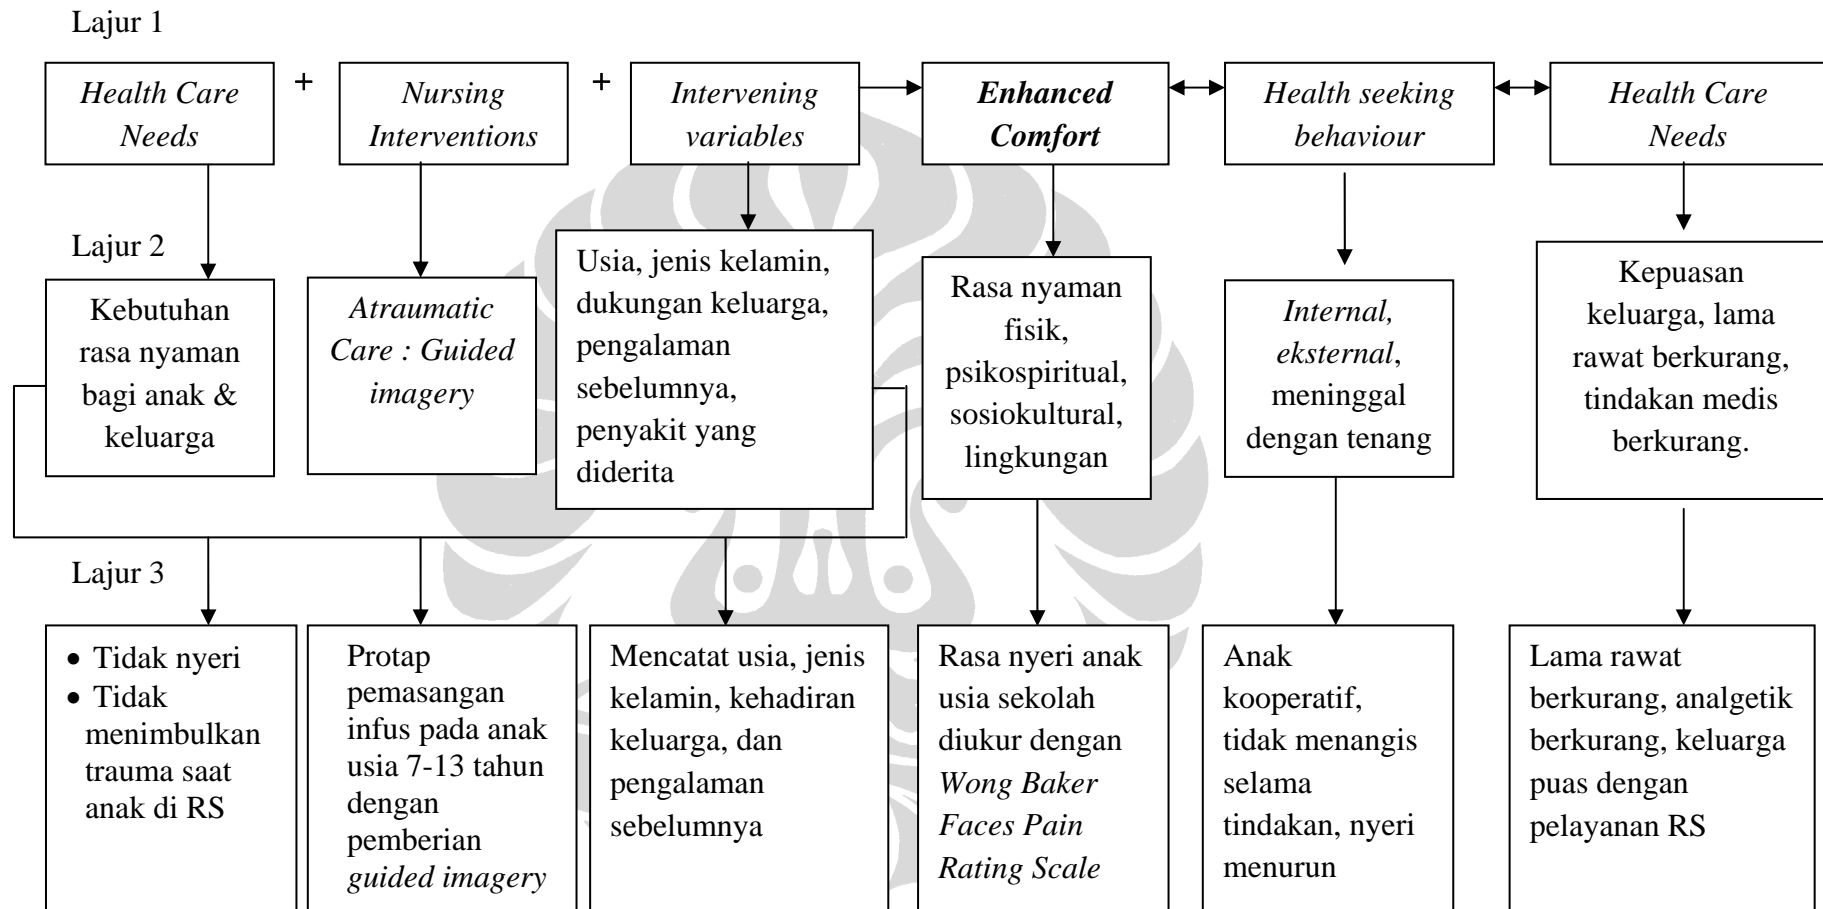 Lajur 1
Health Care
Needs
+
Nursing
Interventions
+
Intervening
variables
Enhanced
Comfort
Health seeking
behaviour
Health Care
Needs
Lajur 2
Kebutuhan
rasa nyaman
bagi anak &
keluarga
Atraumatic
Care : Guided
imagery
Usia, jenis kelamin,
dukungan keluarga,
pengalaman
sebelumnya,
penyakit yang
diderita
Rasa nyaman
fisik,
psikospiritual,
sosiokultural,
lingkungan
Internal,
eksternal,
meninggal
dengan tenang
Kepuasan
keluarga, lama
rawat berkurang,
tindakan medis
berkurang.
Lajur 3
• Tidak nyeri
• Tidak
menimbulkan
trauma saat
anak di RS
Protap
pemasangan
infus pada anak
usia 7-13 tahun
dengan
pemberian
guided imagery
Mencatat usia, jenis
kelamin, kehadiran
keluarga, dan
pengalaman
sebelumnya
Rasa nyeri anak
usia sekolah
diukur dengan
Wong Baker
Faces Pain
Rating Scale
Anak
kooperatif,
tidak menangis
selama
tindakan, nyeri
menurun
Lama rawat
berkurang, analgetik
berkurang, keluarga
puas dengan
pelayanan RS